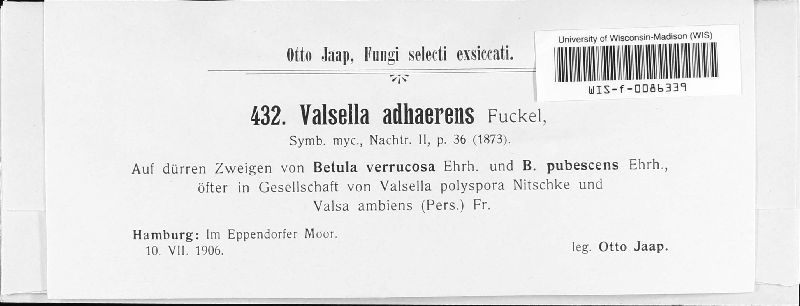 Otto Jaap, Fungi selecti exsiccati.
University of Wisconsin-Madison (WIS)
WIS-f-0086339
432. Valsella adhaerens Fuckel,
Symb. myc., Nachtr. II, p. 36 (1873).
Auf dürren Zweigen von Betula verrucosa Ehrh. und B. pubescens Ehrh.,
öfter in Gesellschaft von Valsella polyspora Nitschke und
Valsa ambiens (Pers.) Fr.
Hamburg: Im Eppendorfer Moor.
10. VII. 1906.
leg. Otto Jaap.